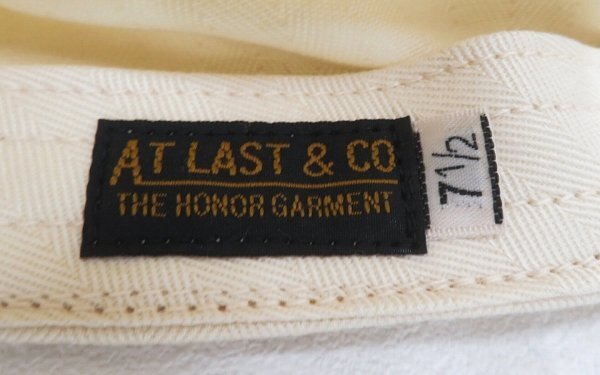 AT LAST & CO
THE HONOR GARMENT
7 1/2